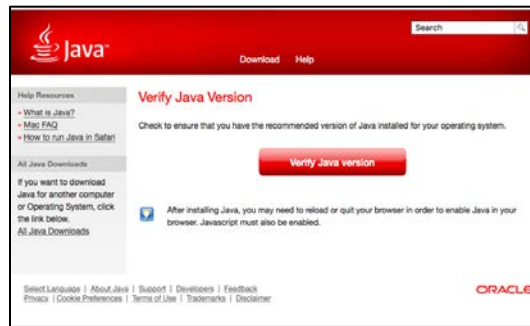 Search
Java™
Download Help
Help Resources
» What is Java?
» Mac FAQ
» How to run Java in Safari
All Java Downloads
If you want to download
Java for another computer
or Operating System, click
the link below.
All Java Downloads
Verify Java Version
Check to ensure that you have the recommended version of Java installed for your operating system.
Verify Java version
After installing Java, you may need to reload or quit your browser in order to enable Java in your
browser. Javascript must also be enabled.
Select Language | About Java | Support | Developers | Feedback
Privacy | Cookie Preferences | Terms of Use | Trademarks | Disclaimer
ORACLE